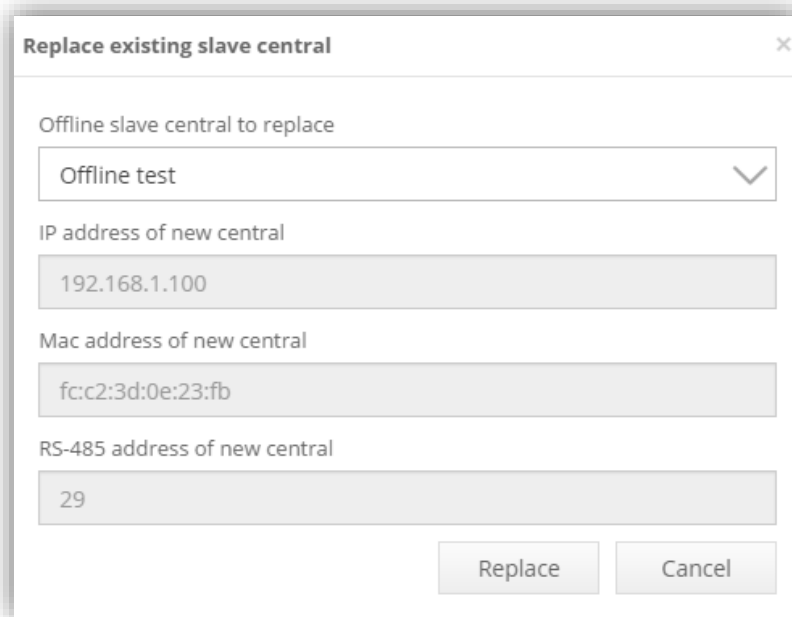 Replace existing slave central ×
Offline slave central to replace
Offline test
IP address of new central
192.168.1.100
Mac address of new central
fc:c2:3d:0e:23:fb
RS-485 address of new central
29
Replace Cancel